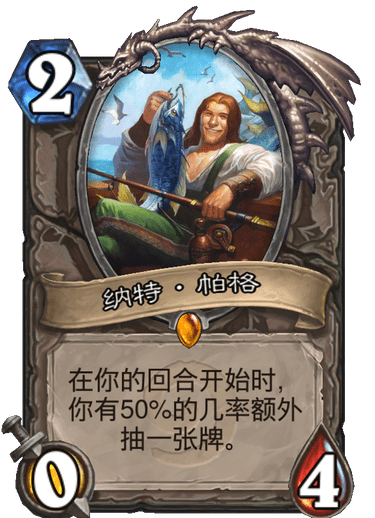 2
纳特·帕格
在你的回合开始时，
你有50%的几率额外
抽一张牌。
0
4